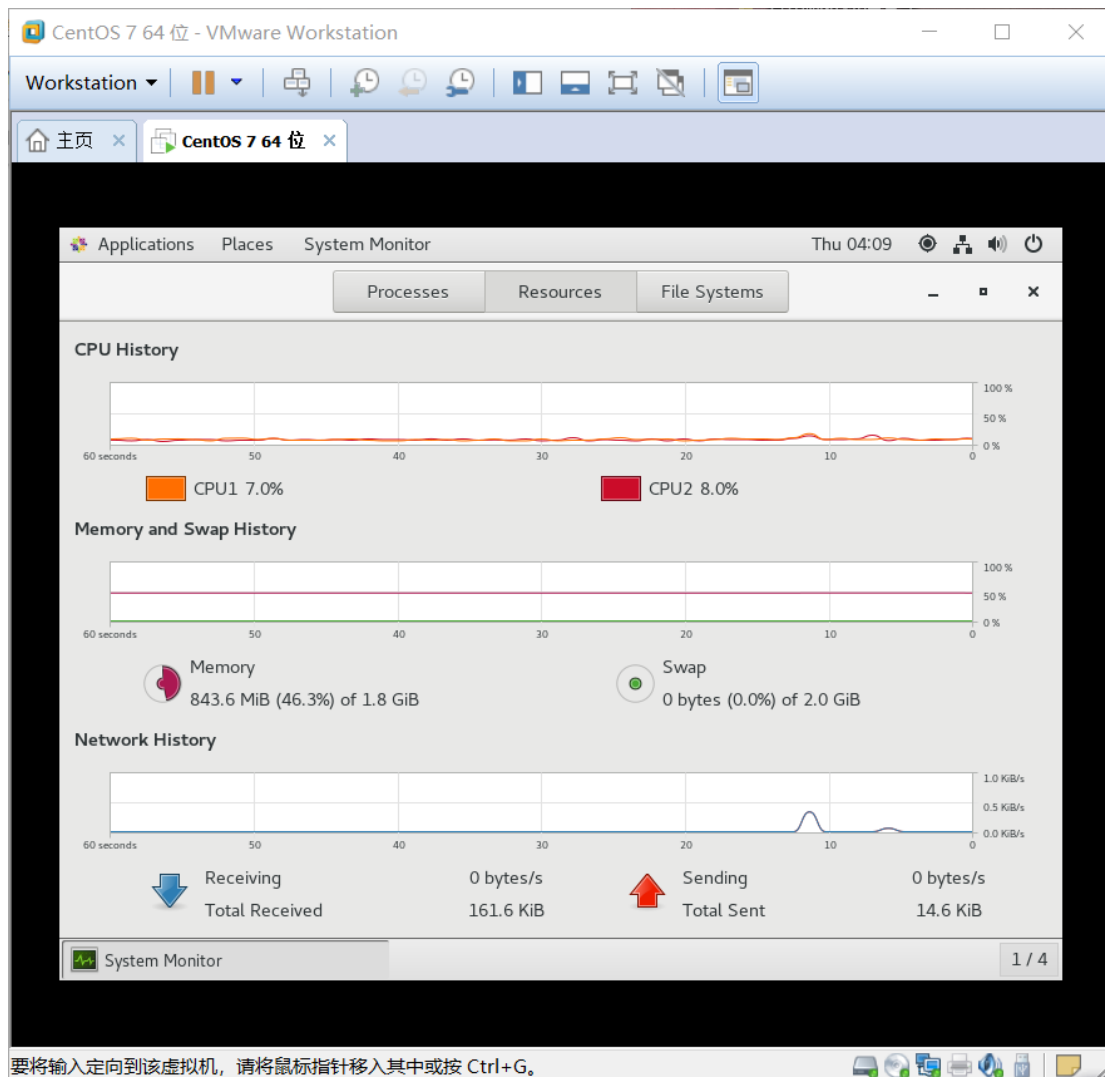 CentOS 7 64 位 - VMware Workstation
Workstation
主页
CentOS 7 64 位
Applications Places System Monitor Thu 04:09
Processes Resources File Systems
CPU History
100 %
50 %
0 %
60 seconds 50 40 30 20 10 0
CPU1 7.0% CPU2 8.0%
Memory and Swap History
100 %
50 %
0 %
60 seconds 50 40 30 20 10 0
Memory
843.6 MiB (46.3%) of 1.8 GiB
Swap
0 bytes (0.0%) of 2.0 GiB
Network History
1.0 KiB/s
0.5 KiB/s
0.0 KiB/s
60 seconds 50 40 30 20 10 0
Receiving 0 bytes/s Sending 0 bytes/s
Total Received 161.6 KiB Total Sent 14.6 KiB
System Monitor 1 / 4
要将输入定向到该虚拟机，请将鼠标指针移入其中或按 Ctrl+G。